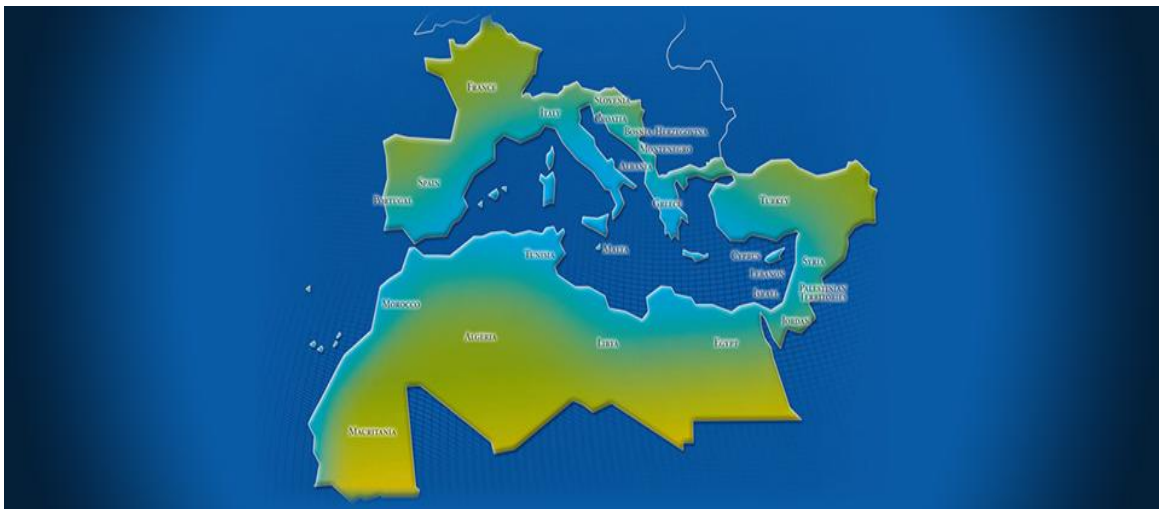 France
Slovenia
Italy
Croatia
Bosnia-Herzegovina
Montenegro
Albania
Spain
Portugal
Greece
Turkey
Malta
Tunisia
Cyprus
Syria
Lebanon
Israel
Palestinian
Territories
Morocco
Jordan
Algeria
Libia
Egypt
Mauritania